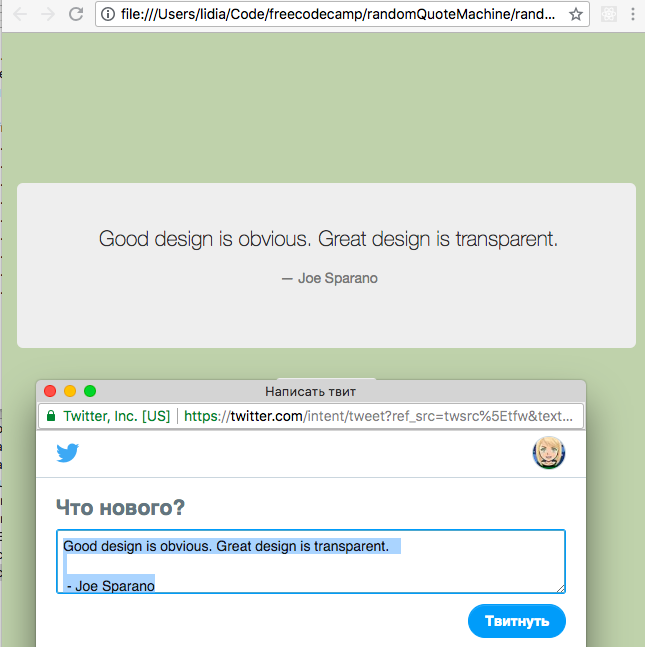 file:///Users/lidia/Code/freecodecamp/randomQuoteMachine/rand...
Good design is obvious. Great design is transparent.
— Joe Sparano
Написать твит
Twitter, Inc. [US] https://twitter.com/intent/tweet?ref_src=twsrc%5Etfw&text...
Что нового?
Good design is obvious. Great design is transparent.
- Joe Sparano
Твитнуть